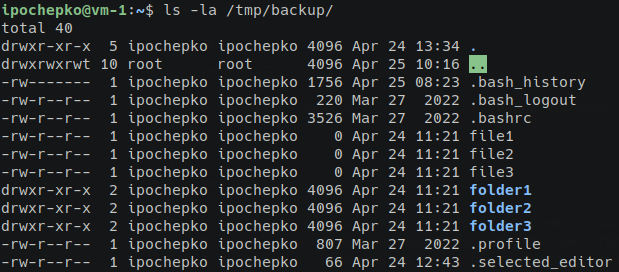 ipochepko@vm-1:~$ ls -la /tmp/backup/
total 40
drwxr-xr-x  5 ipochepko ipochepko 4096 Apr 24 13:34 .
drwxrwxrwt 10 root      root      4096 Apr 25 10:16 ..
-rw-------  1 ipochepko ipochepko 1756 Apr 25 08:23 .bash_history
-rw-r--r--  1 ipochepko ipochepko  220 Mar 27  2022 .bash_logout
-rw-r--r--  1 ipochepko ipochepko 3526 Mar 27  2022 .bashrc
-rw-r--r--  1 ipochepko ipochepko    0 Apr 24 11:21 file1
-rw-r--r--  1 ipochepko ipochepko    0 Apr 24 11:21 file2
-rw-r--r--  1 ipochepko ipochepko    0 Apr 24 11:21 file3
drwxr-xr-x  2 ipochepko ipochepko 4096 Apr 24 11:21 folder1
drwxr-xr-x  2 ipochepko ipochepko 4096 Apr 24 11:21 folder2
drwxr-xr-x  2 ipochepko ipochepko 4096 Apr 24 11:21 folder3
-rw-r--r--  1 ipochepko ipochepko  807 Mar 27  2022 .profile
-rw-r--r--  1 ipochepko ipochepko   66 Apr 24 12:43 .selected_editor